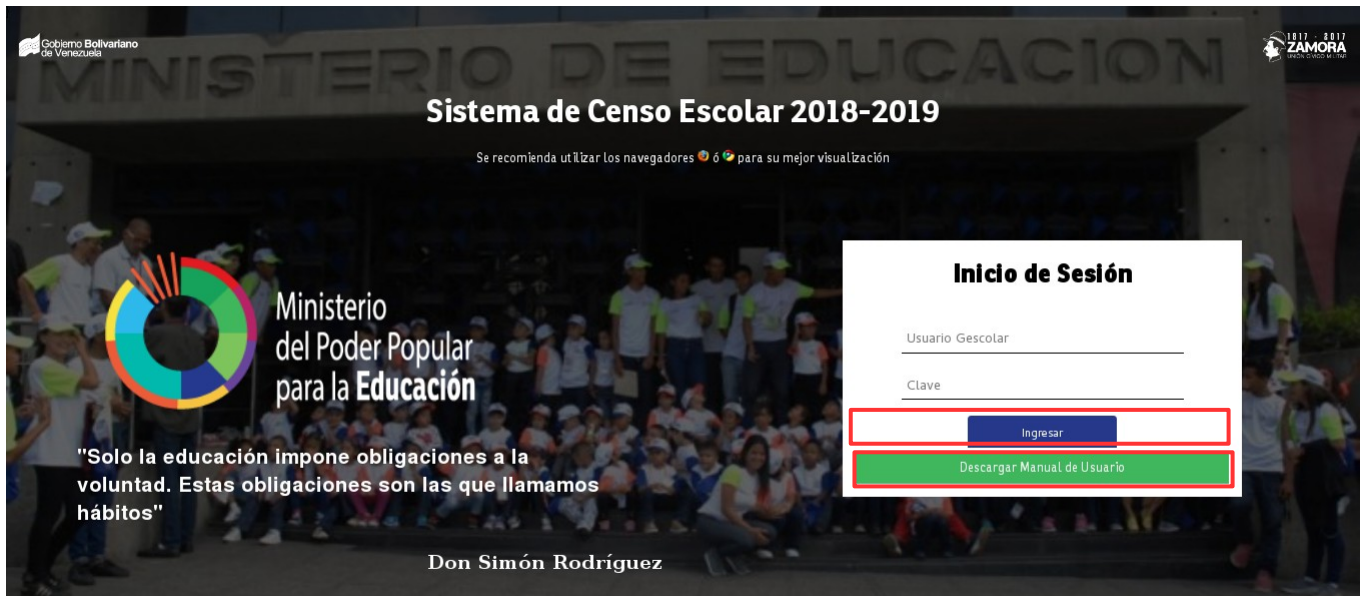 Gobierno Bolivariano
de Venezuela
1817 - 2017
ZAMORA
UNIÓN CÍVICO MILITAR
MINISTERIO DE EDUCACION
Sistema de Censo Escolar 2018-2019
Se recomienda utilizar los navegadores ó para su mejor visualización
Ministerio
del Poder Popular
para la Educación
"Solo la educación impone obligaciones a la
voluntad. Estas obligaciones son las que llamamos
hábitos"
Don Simón Rodríguez
Inicio de Sesión
Usuario Gescolar
Clave
Ingresar
Descargar Manual de Usuario